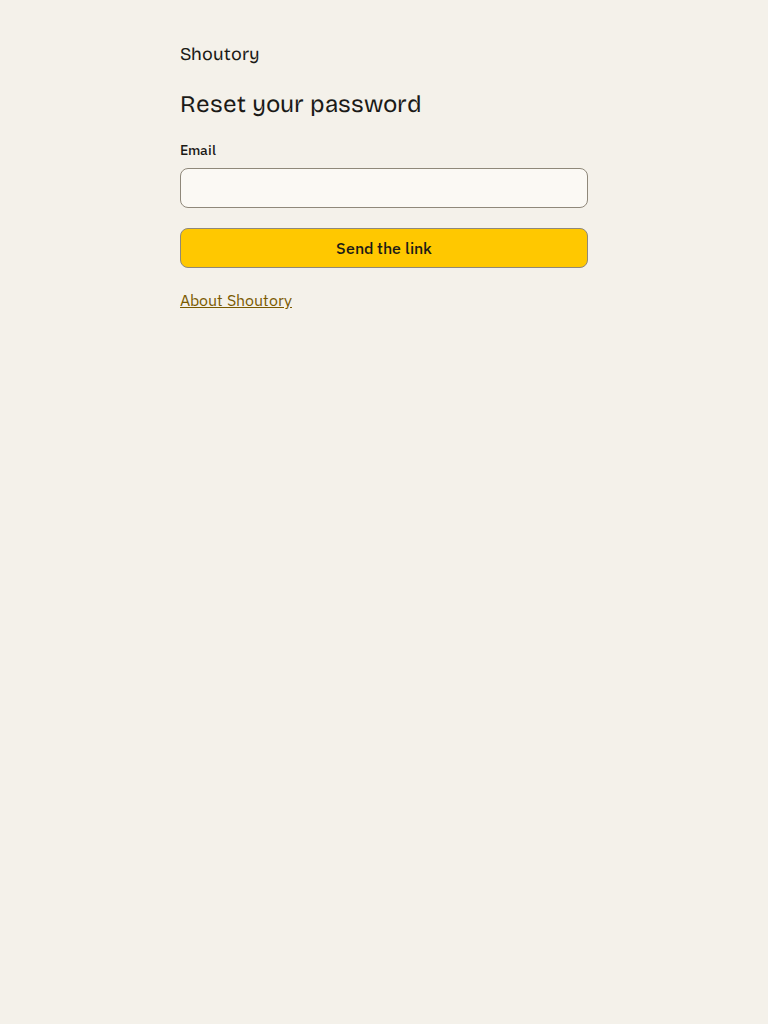 Shoutory
Reset your password
Email
Send the link
About Shoutory